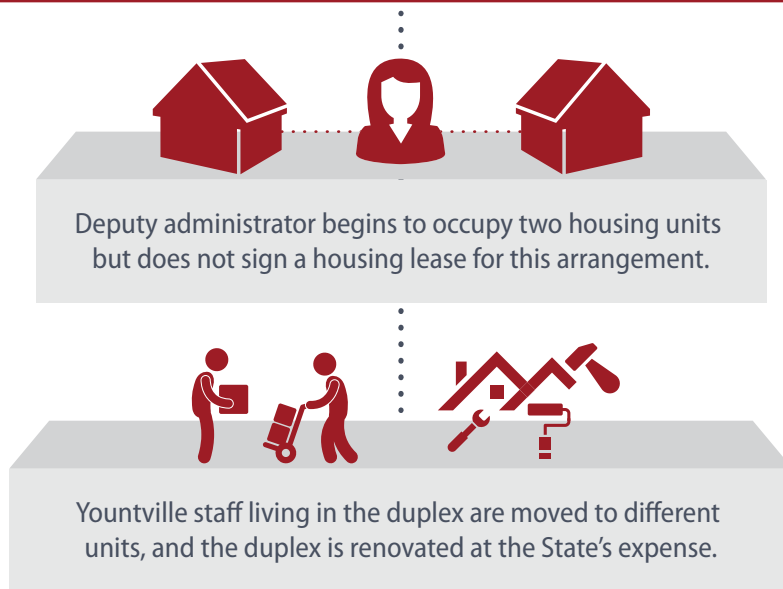 Deputy administrator begins to occupy two housing units
but does not sign a housing lease for this arrangement.
Yountville staff living in the duplex are moved to different
units, and the duplex is renovated at the State’s expense.